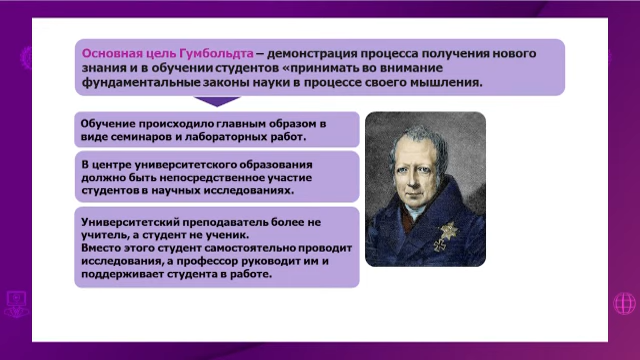 Основная цель Гумбольдта – демонстрация процесса получения нового
знания и в обучении студентов «принимать во внимание
фундаментальные законы науки в процессе своего мышления.
Обучение происходило главным образом в
виде семинаров и лабораторных работ.
В центре университетского образования
должно быть непосредственное участие
студентов в научных исследованиях.
Университетский преподаватель более не
учитель, а студент не ученик.
Вместо этого студент самостоятельно проводит
исследования, а профессор руководит им и
поддерживает студента в работе.